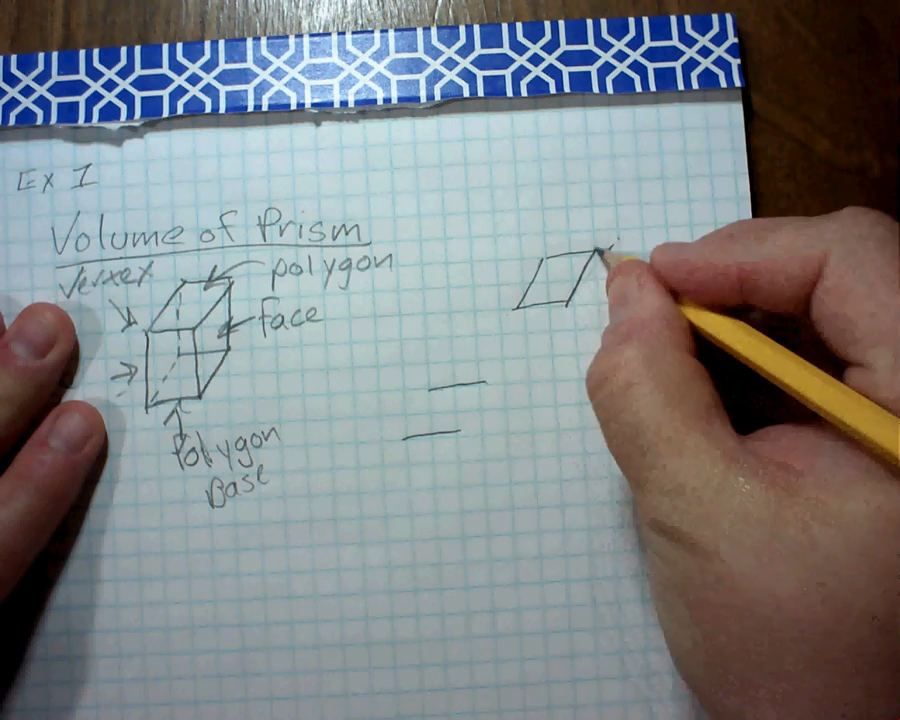 Ex 1
Volume of Prism
Vertex
polygon
face
Polygon
Base